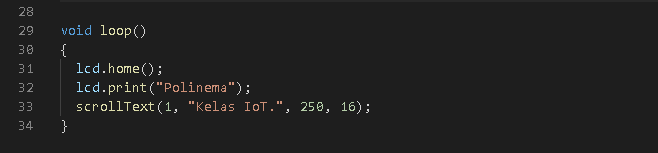 28
29 void loop()
30 {
31 lcd.home();
32 lcd.print("Polinema");
33 scrollText(1, "Kelas IoT.", 250, 16);
34 }